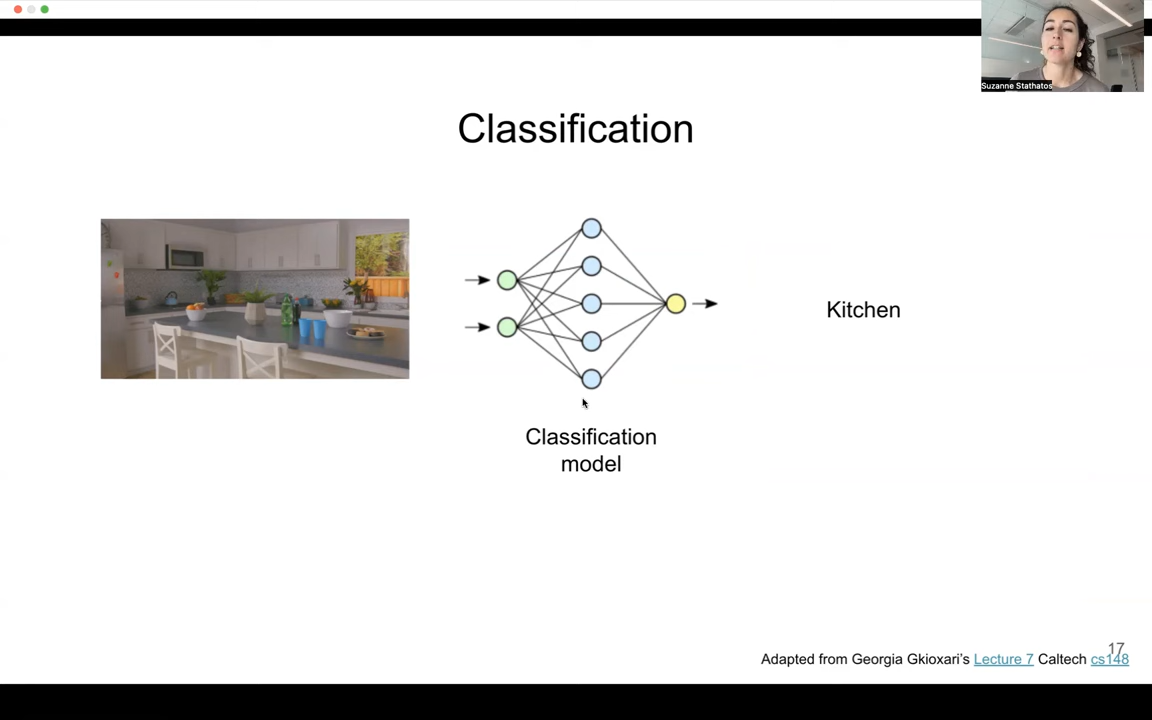 Suzanne Stathatos
Classification
Kitchen
Classification
model
17
Adapted from Georgia Gkioxari's Lecture 7 Caltech cs148